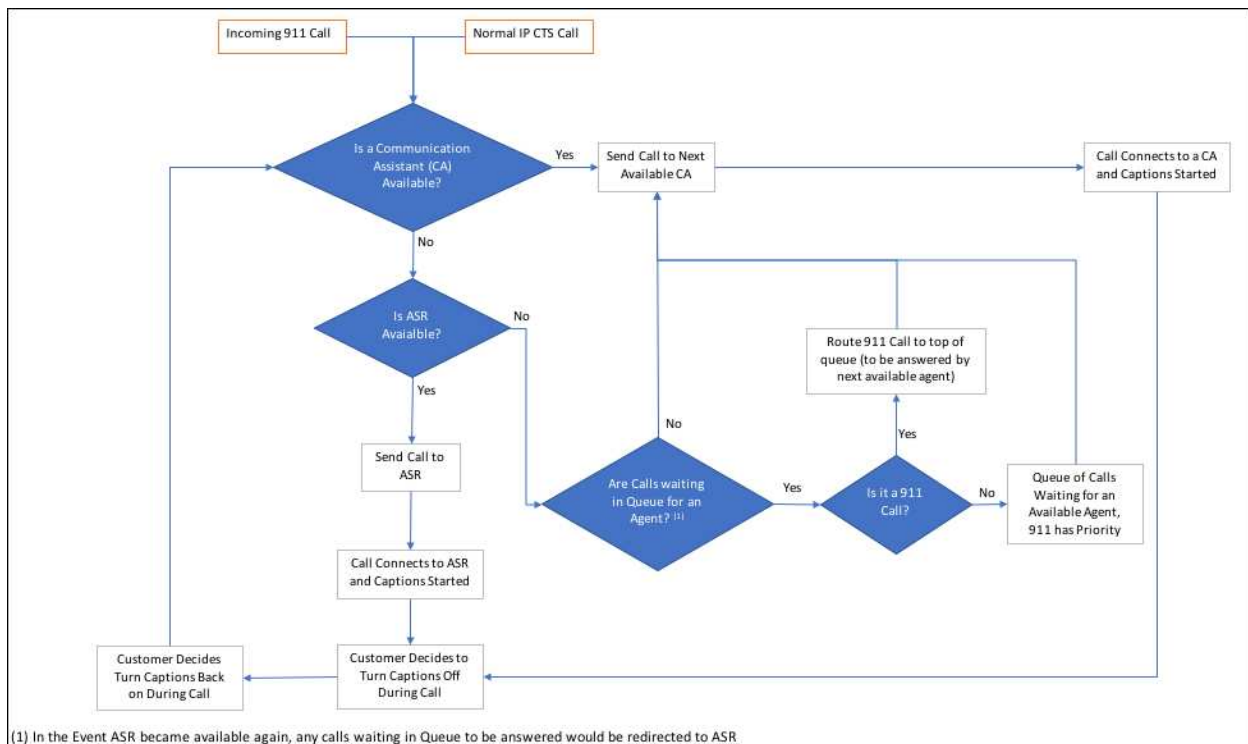 Incoming 911 Call
Normal IP CTS Call
Is a Communication
Assistant (CA)
Available?
Yes
Send Call to Next
Available CA
Call Connects to a CA
and Captions Started
No
Is ASR
Avaialble?
No
Yes
Route 911 Call to top of
queue (to be answered by
next available agent)
No
Yes
Send Call to
ASR
Are Calls waiting
in Queue for an
Agent? (1)
Yes
Is it a 911
Call?
No
Queue of Calls
Waiting for an
Available Agent,
911 has Priority
Call Connects to ASR
and Captions Started
Customer Decides
Turn Captions Back
on During Call
Customer Decides to
Turn Captions Off
During Call
(1) In the Event ASR became available again, any calls waiting in Queue to be answered would be redirected to ASR